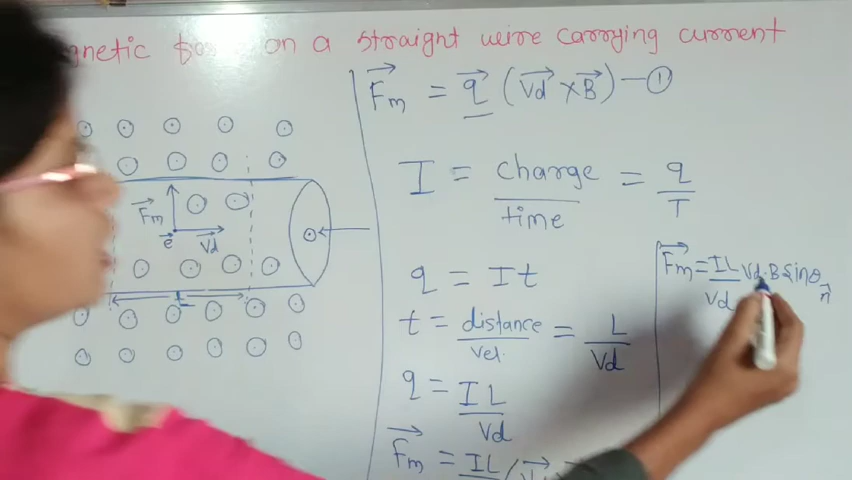 gnetic on a straight wire carrying current
Fm = q (Vd × B) — ①
I = charge/time = q/T
q = It
t = distance/vel. = L/Vd
q = IL/Vd
Fm = IL/(V
Fm = IL/Vd Vd.B sinθ n
Fm
e Vd
L